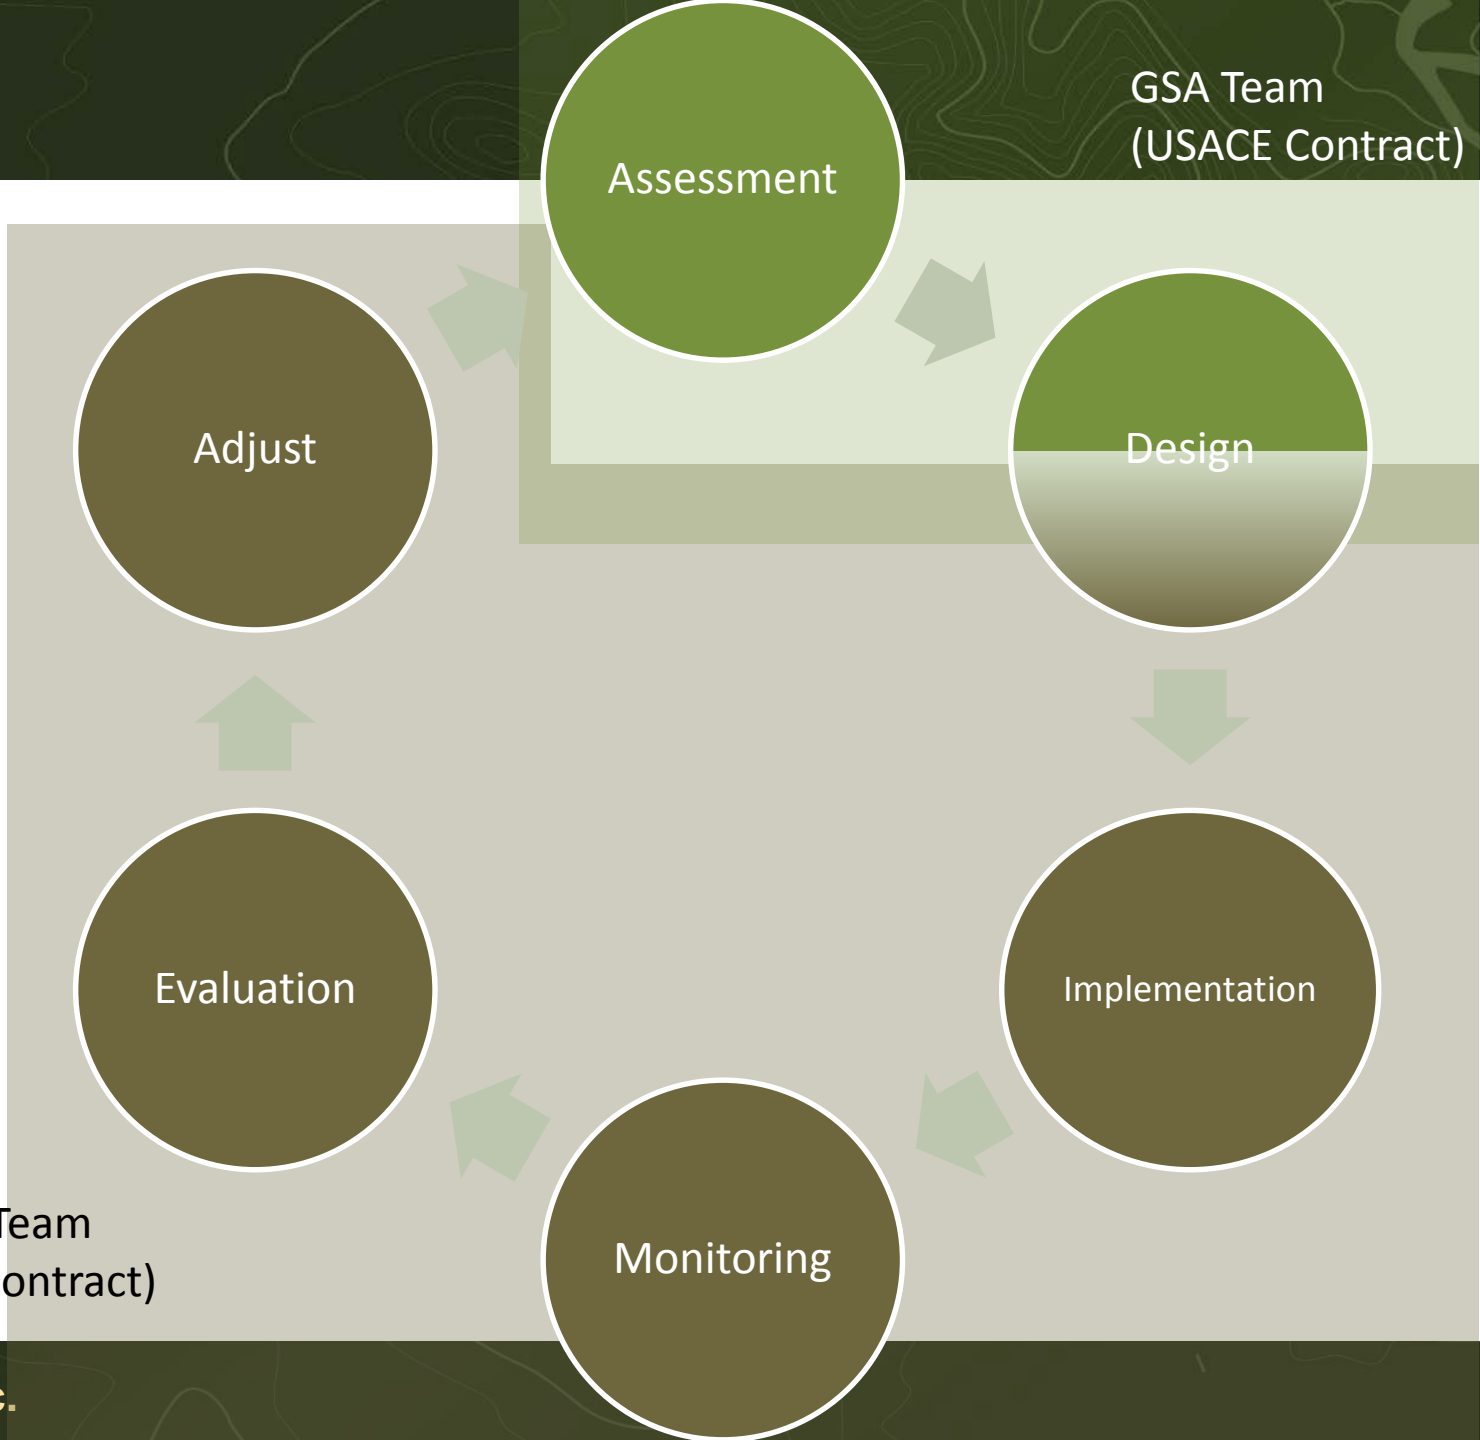 GSA Team
(USACE Contract)
Assessment
Design
Adjust
Implementation
Evaluation
Monitoring
Team
ontract)
c.